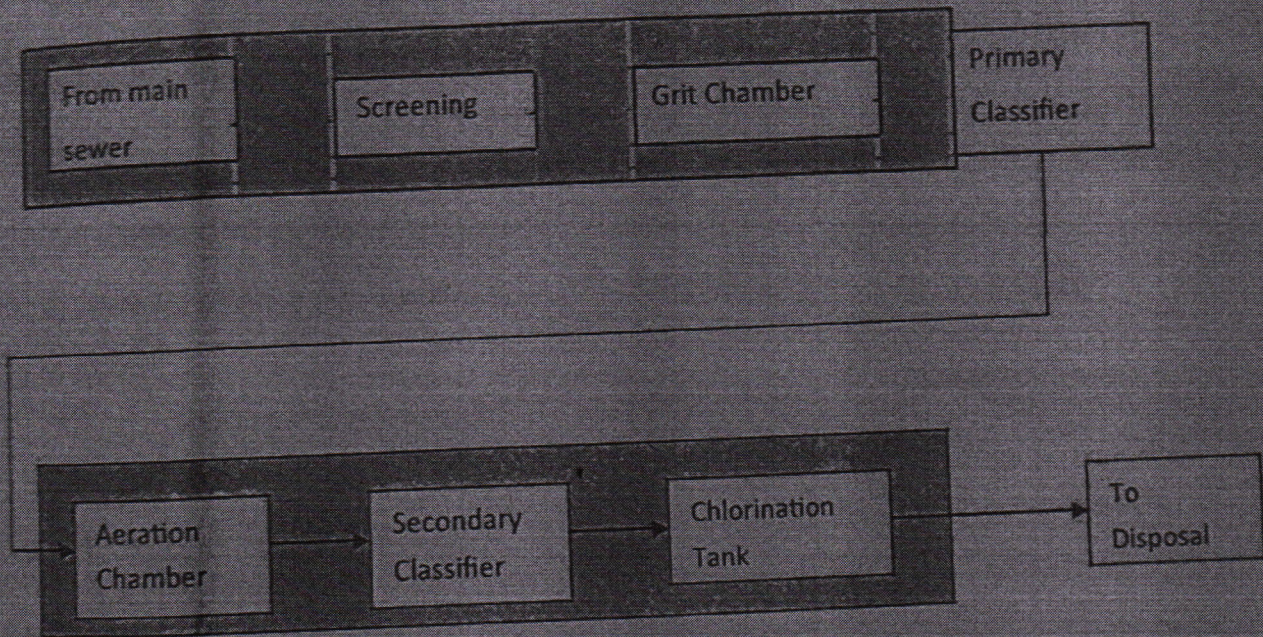 From main
sewer
Screening
Grit Chamber
Primary
Classifier
Aeration
Chamber
Secondary
Classifier
Chlorination
Tank
To
Disposal